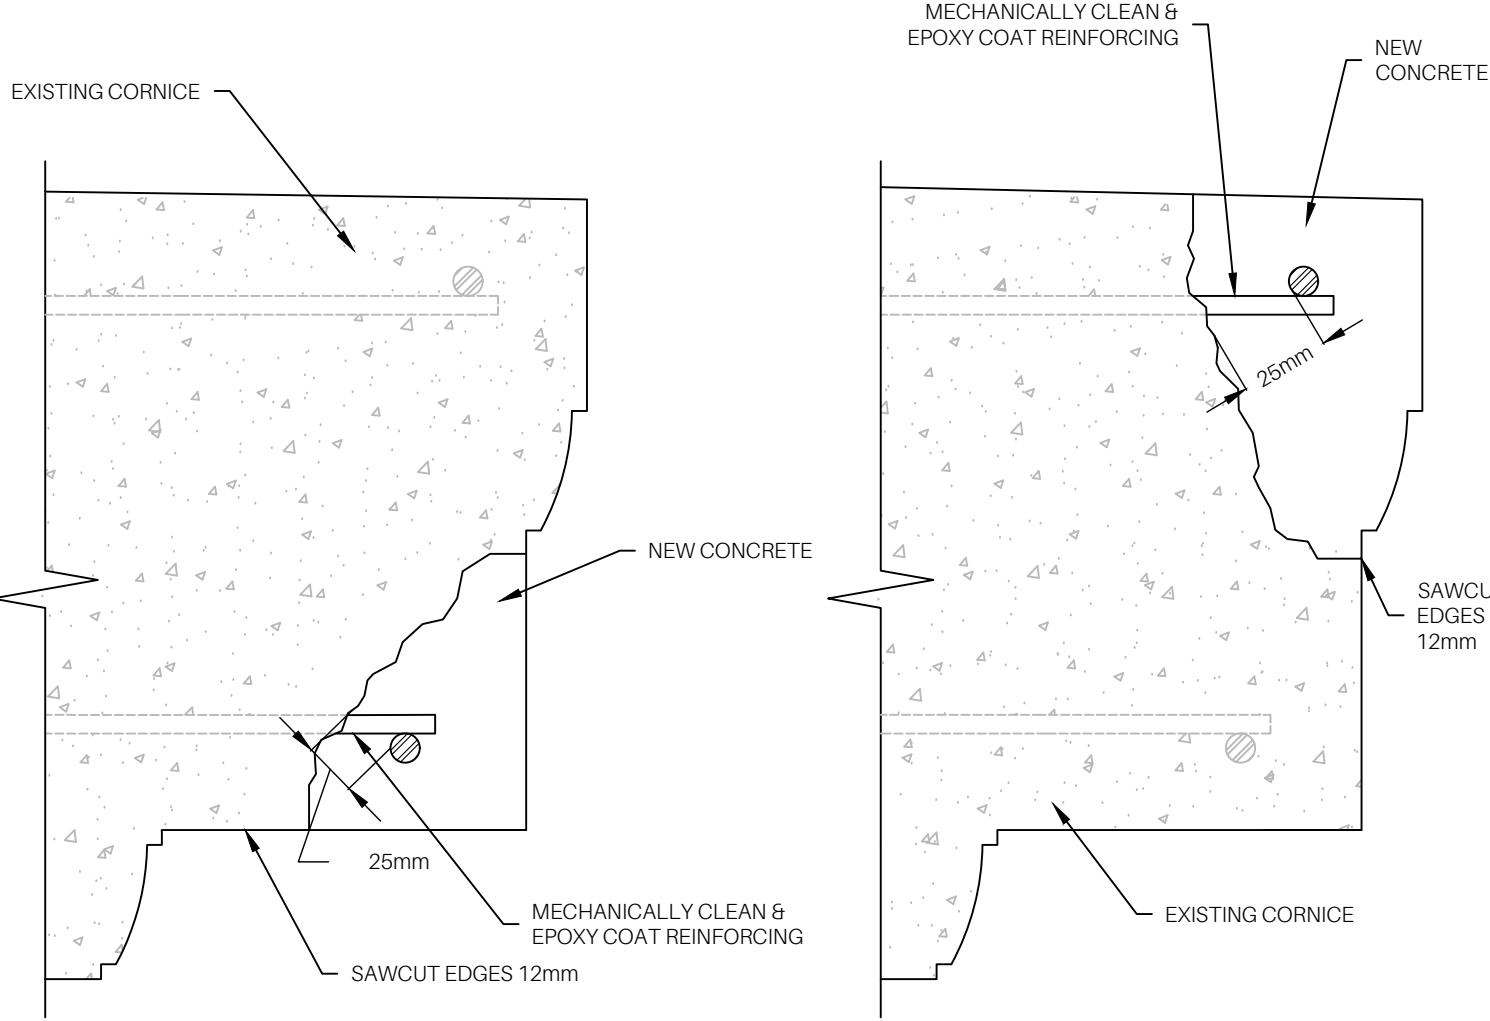 EXISTING CORNICE
NEW CONCRETE
25mm
MECHANICALLY CLEAN &
EPOXY COAT REINFORCING
SAWCUT EDGES 12mm
MECHANICALLY CLEAN &
EPOXY COAT REINFORCING
NEW
CONCRETE
25mm
SAWCU
EDGES
12mm
EXISTING CORNICE